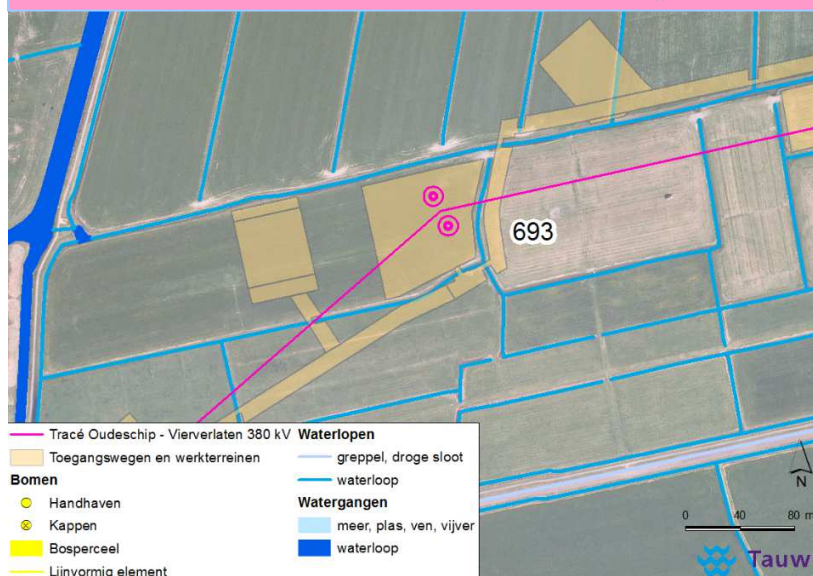 693
Tracé Oudeschip - Vierverlaten 380 kV
Toegangswegen en werkterreinen
Bomen
Handhaven
Kappen
Bosperceel
Lijnvormig element
Waterlopen
greppel, droge sloot
waterloop
Watergangen
meer, plas, ven, vijver
waterloop
N
0 40 80 m
Tauw